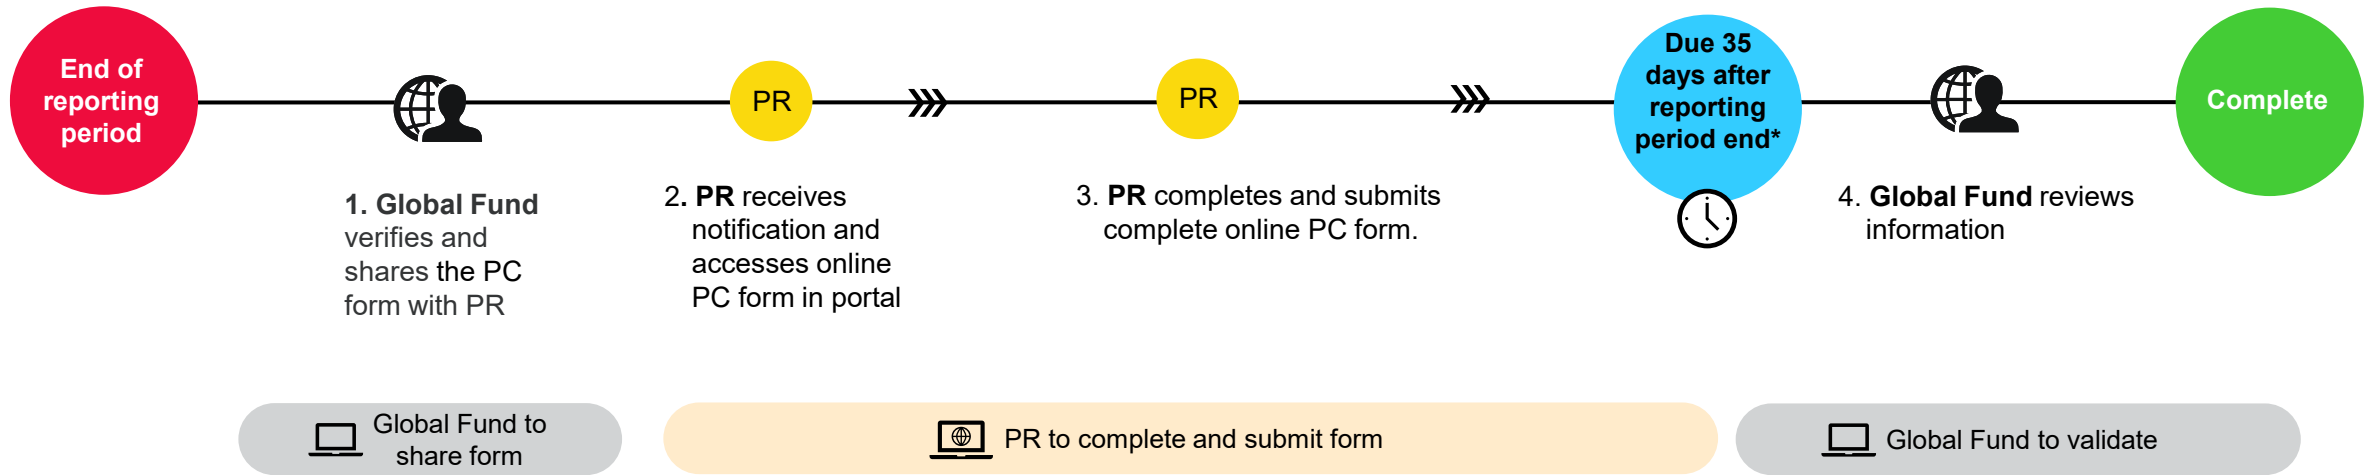 End of
reporting
period
PR
PR
Due 35
days after
reporting
period end*
Complete
1. Global Fund
verifies and
shares the PC
form with PR
2. PR receives
notification and
accesses online
PC form in portal
3. PR completes and submits
complete online PC form.
4. Global Fund reviews
information
Global Fund to
share form
PR to complete and submit form
Global Fund to validate